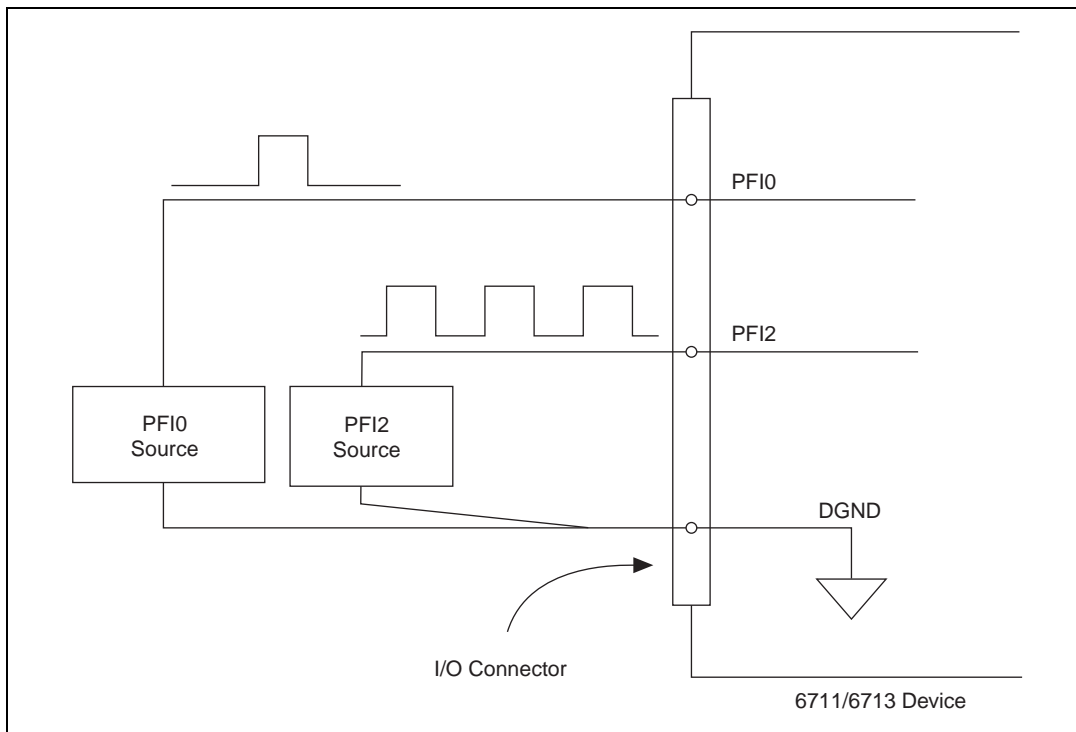 PFI0
PFI2
PFI0
Source
PFI2
Source
DGND
I/O Connector
6711/6713 Device